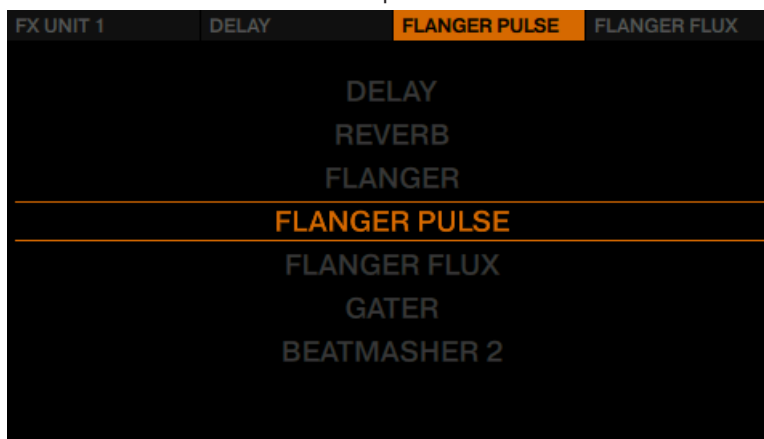 FX UNIT 1 DELAY FLANGER PULSE FLANGER FLUX
DELAY
REVERB
FLANGER
FLANGER PULSE
FLANGER FLUX
GATER
BEATMASHER 2